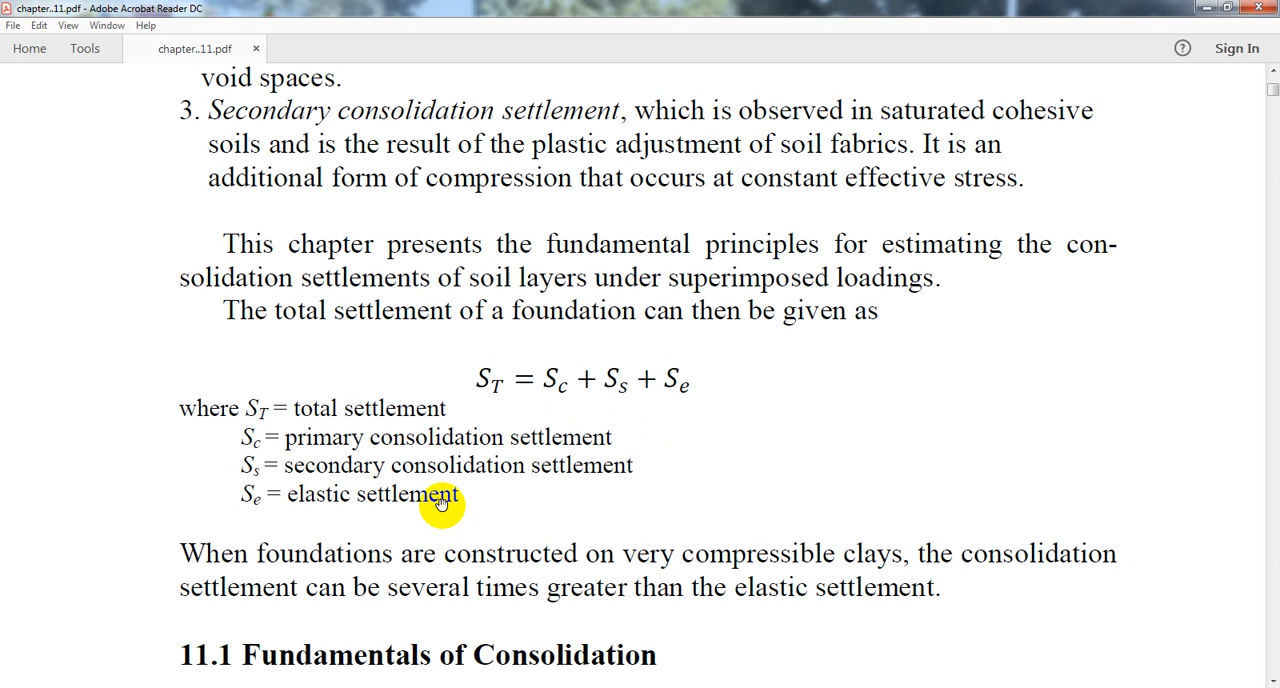 chapter..11.pdf - Adobe Acrobat Reader DC
File Edit View Window Help
Home Tools chapter..11.pdf × ? Sign In
void spaces.
3. Secondary consolidation settlement, which is observed in saturated cohesive
soils and is the result of the plastic adjustment of soil fabrics. It is an
additional form of compression that occurs at constant effective stress.
This chapter presents the fundamental principles for estimating the con-
solidation settlements of soil layers under superimposed loadings.
The total settlement of a foundation can then be given as
S_T = S_c + S_s + S_e
where S_T = total settlement
S_c = primary consolidation settlement
S_s = secondary consolidation settlement
S_e = elastic settlement
When foundations are constructed on very compressible clays, the consolidation
settlement can be several times greater than the elastic settlement.
11.1 Fundamentals of Consolidation